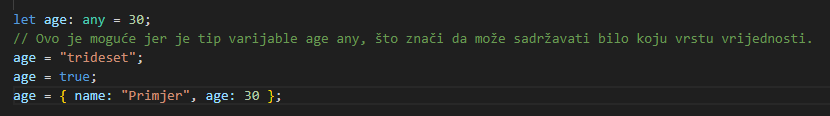 let age: any = 30;
// Ovo je moguće jer je tip varijable age any, što znači da može sadržavati bilo koju vrstu vrijednosti.
age = "trideset";
age = true;
age = { name: "Primjer", age: 30 };